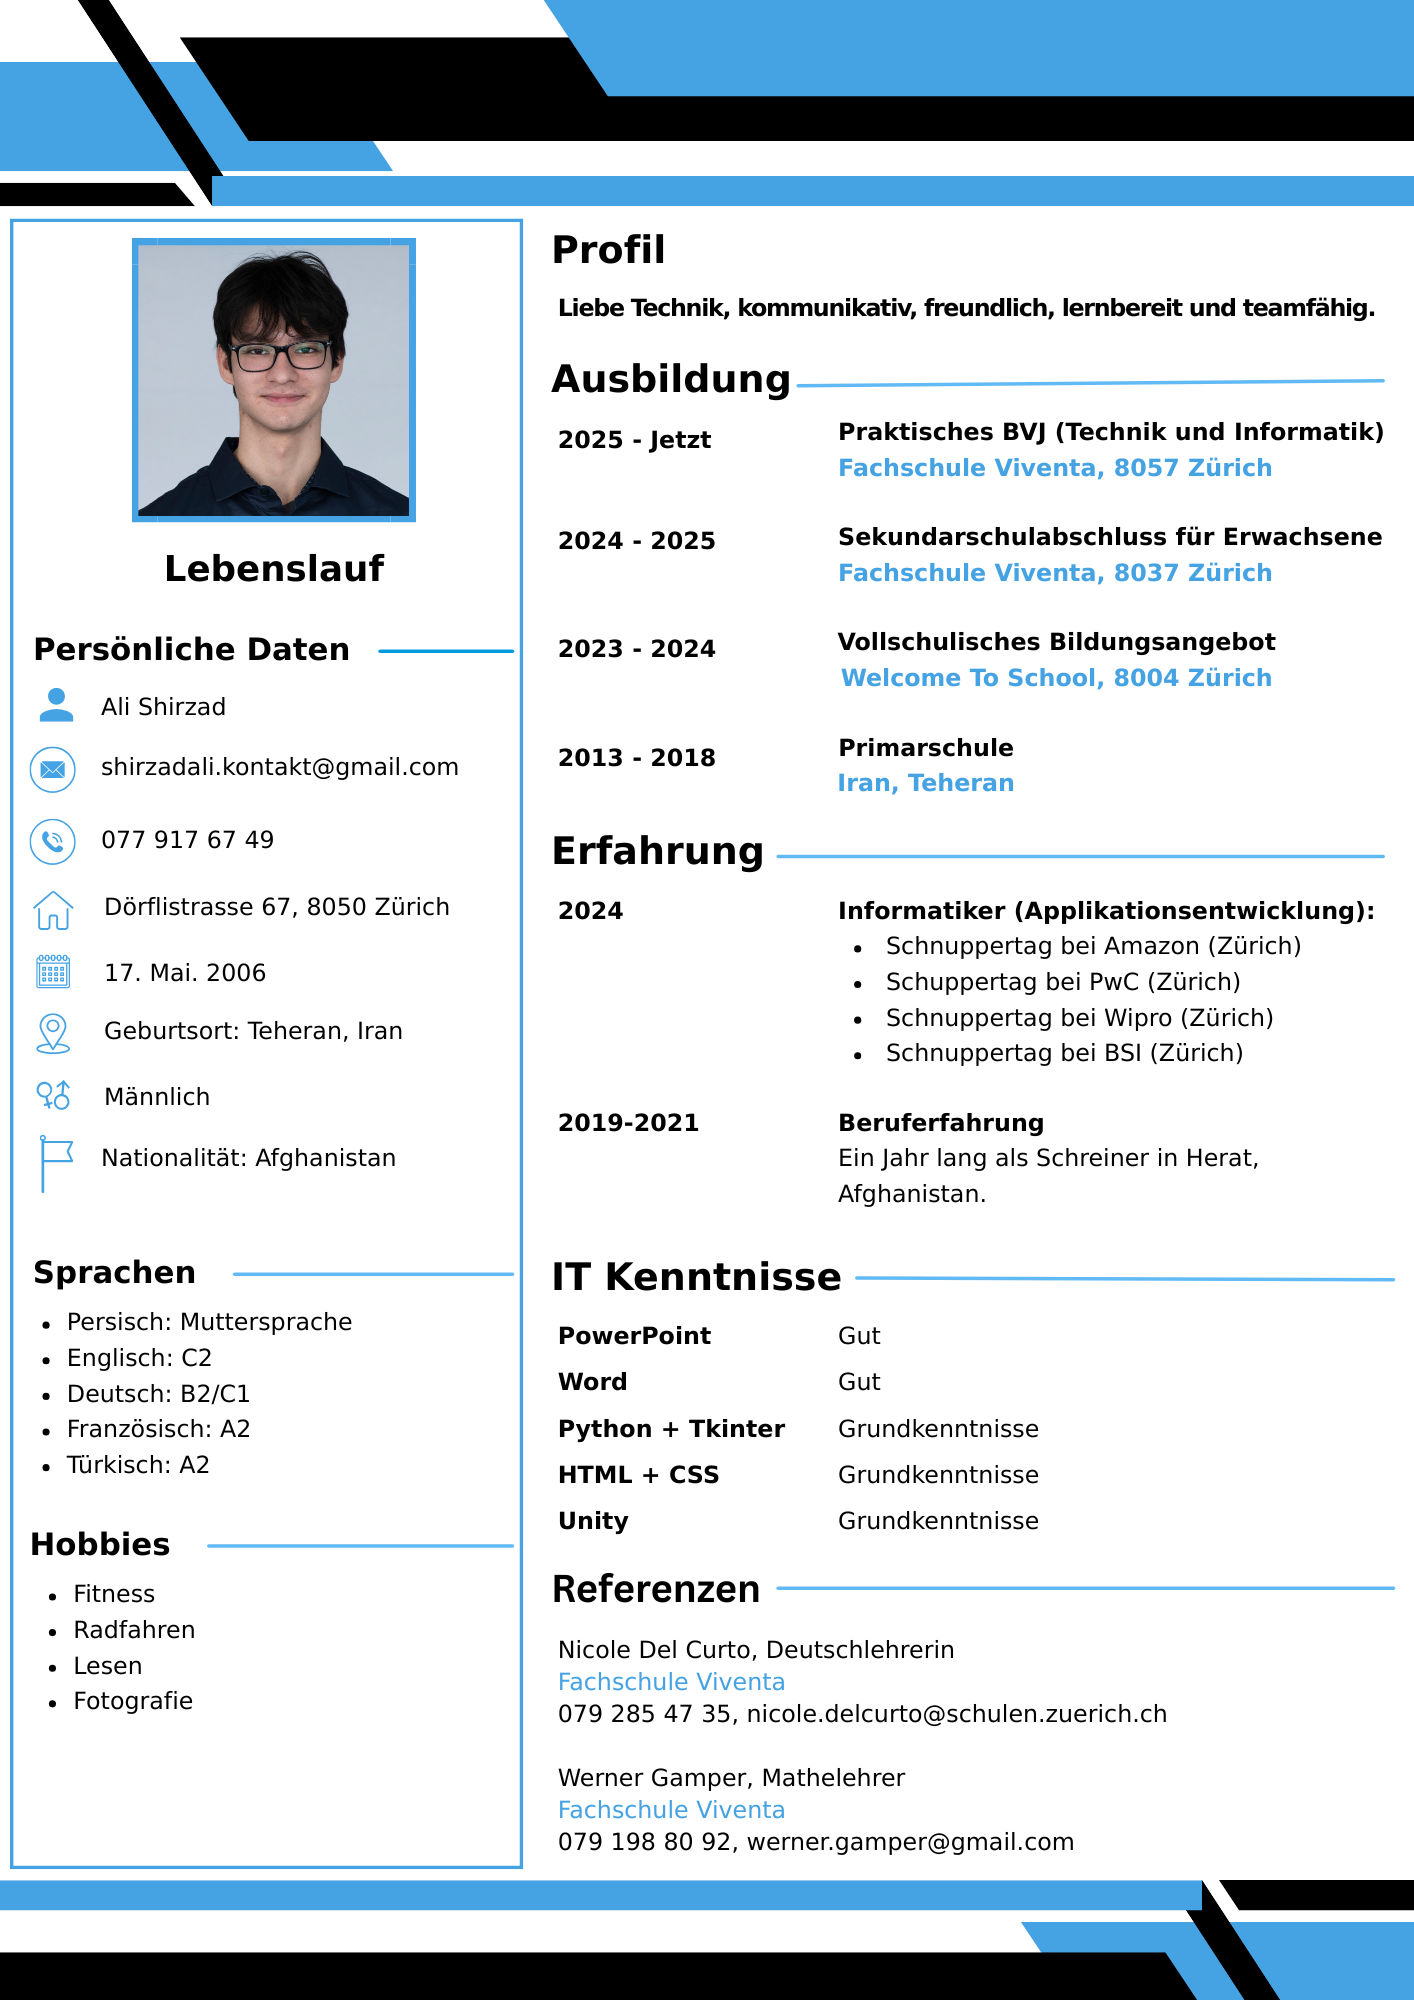 Lebenslauf
Persönliche Daten
Ali Shirzad
shirzadali.kontakt@gmail.com
077 917 67 49
Dörflistrasse 67, 8050 Zürich
17. Mai. 2006
Geburtsort: Teheran, Iran
Männlich
Nationalität: Afghanistan
Sprachen
• Persisch: Muttersprache
• Englisch: C2
• Deutsch: B2/C1
• Französisch: A2
• Türkisch: A2
Hobbies
• Fitness
• Radfahren
• Lesen
• Fotografie
Profil
Liebe Technik, kommunikativ, freundlich, lernbereit und teamfähig.
Ausbildung
2025 - Jetzt Praktisches BVJ (Technik und Informatik)
Fachschule Viventa, 8057 Zürich
2024 - 2025 Sekundarschulabschluss für Erwachsene
Fachschule Viventa, 8037 Zürich
2023 - 2024 Vollschulisches Bildungsangebot
Welcome To School, 8004 Zürich
2013 - 2018 Primarschule
Iran, Teheran
Erfahrung
2024 Informatiker (Applikationsentwicklung):
• Schnuppertag bei Amazon (Zürich)
• Schuppertag bei PwC (Zürich)
• Schnuppertag bei Wipro (Zürich)
• Schnuppertag bei BSI (Zürich)
2019-2021 Beruferfahrung
Ein Jahr lang als Schreiner in Herat,
Afghanistan.
IT Kenntnisse
PowerPoint Gut
Word Gut
Python + Tkinter Grundkenntnisse
HTML + CSS Grundkenntnisse
Unity Grundkenntnisse
Referenzen
Nicole Del Curto, Deutschlehrerin
Fachschule Viventa
079 285 47 35, nicole.delcurto@schulen.zuerich.ch
Werner Gamper, Mathelehrer
Fachschule Viventa
079 198 80 92, werner.gamper@gmail.com